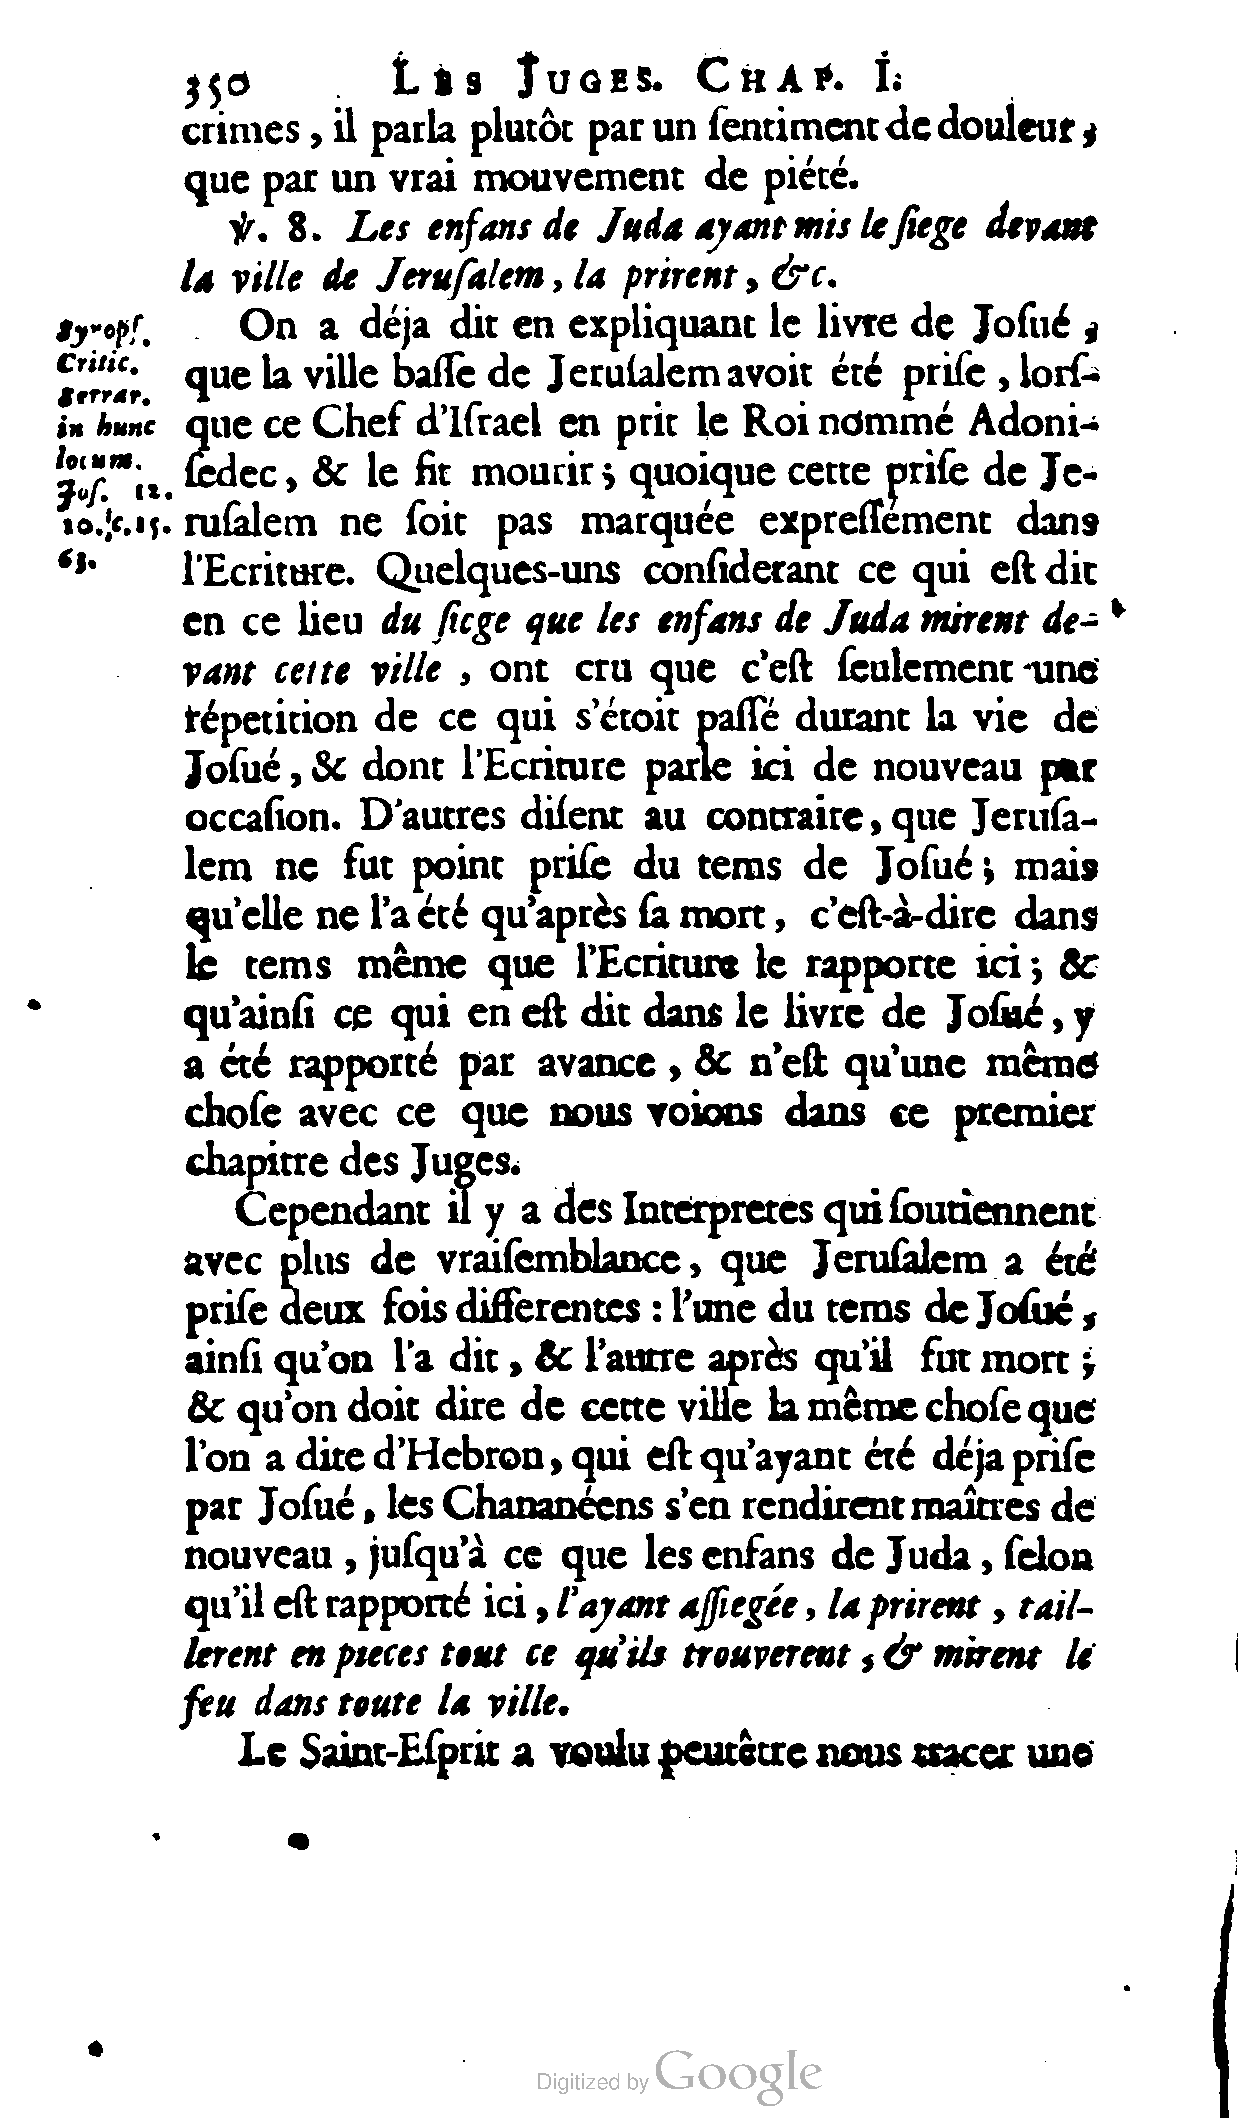 350 LES JUGES. CHAP. I.
crimes, il parla plutôt par un ſentiment de douleur,
que par un vrai mouvement de piété.
℣. 8. Les enfans de Juda ayant mis le ſiege devant
la ville de Jeruſalem, la prirent, &c.
On a déja dit en expliquant le livre de Joſué,
que la ville baſſe de Jeruſalem avoit été priſe, lorſ-
que ce Chef d'Iſrael en prit le Roi nommé Adoni-
ſedec, & le fit mourir; quoique cette priſe de Je-
ruſalem ne ſoit pas marquée expreſſément dans
l'Ecriture. Quelques-uns conſiderant ce qui eſt dit
en ce lieu du ſiege que les enfans de Juda mirent de-
vant cette ville, ont cru que c'eſt ſeulement une
répetition de ce qui s'étoit paſſé durant la vie de
Joſué, & dont l'Ecriture parle ici de nouveau par
occaſion. D'autres diſent au contraire, que Jeruſa-
lem ne fut point priſe du tems de Joſué; mais
qu'elle ne l'a été qu'après ſa mort, c'eſt-à-dire dans
le tems même que l'Ecriture le rapporte ici; &
qu'ainſi ce qui en eſt dit dans le livre de Joſué, y
a été rapporté par avance, & n'eſt qu'une même
choſe avec ce que nous voions dans ce premier
chapitre des Juges.
Cependant il y a des Interpretes qui ſoutiennent
avec plus de vraiſemblance, que Jeruſalem a été
priſe deux fois differentes : l'une du tems de Joſué,
ainſi qu'on l'a dit, & l'autre après qu'il fut mort;
& qu'on doit dire de cette ville la même choſe que
l'on a dite d'Hebron, qui eſt qu'ayant été déja priſe
par Joſué, les Chananéens s'en rendirent maîtres de
nouveau, juſqu'à ce que les enfans de Juda, ſelon
qu'il eſt rapporté ici, l'ayant aſſiegée, la prirent, tail-
lerent en pieces tout ce qu'ils trouverent, & mirent le
feu dans toute la ville.
Le Saint-Eſprit a voulu peutêtre nous tracer une
Synopſ.
Critic.
Serrar.
in hunc
locum.
Joſ. 12.
10. c. 15.
63.
Digitized by Google